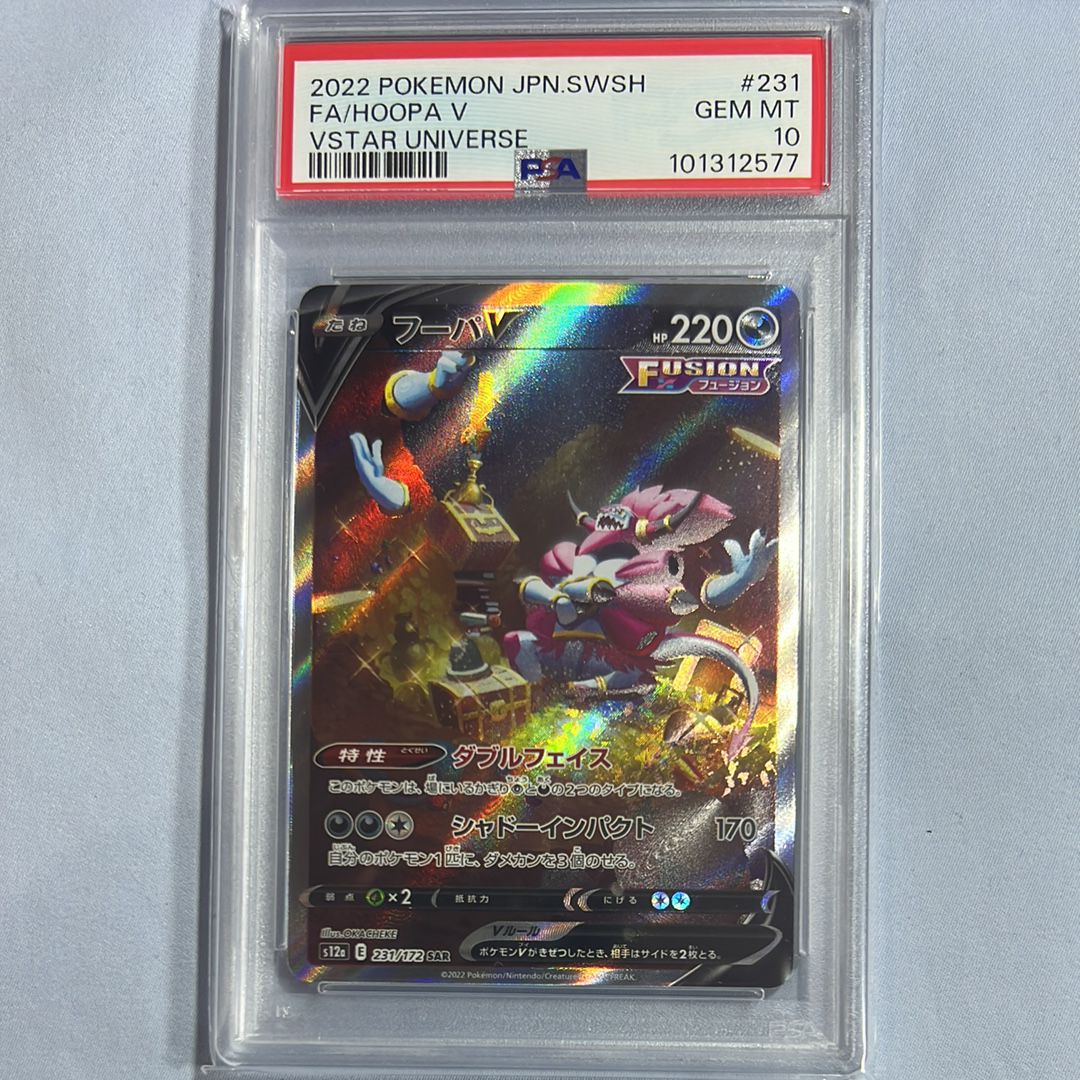 2022 POKEMON JPN.SWSH #231
FA/HOOPA V GEM MT
VSTAR UNIVERSE 10
PSA 101312577
たね フーパV HP220
FUSION
フュージョン
特性 とくせい ダブルフェイス
このポケモンは、場にいるかぎり と の2つのタイプになる。
シャドーインパクト 170
自分のポケモン1匹に、ダメカンを3個のせる。
弱点 ×2 抵抗力 にげる
illus.OKACHEKE
Vルール
s12a E 231/172 SAR
ポケモンVがきぜつしたとき、相手はサイドを2枚とる。
©2022 Pokémon/Nintendo/Creatures
FREAK.
PSA